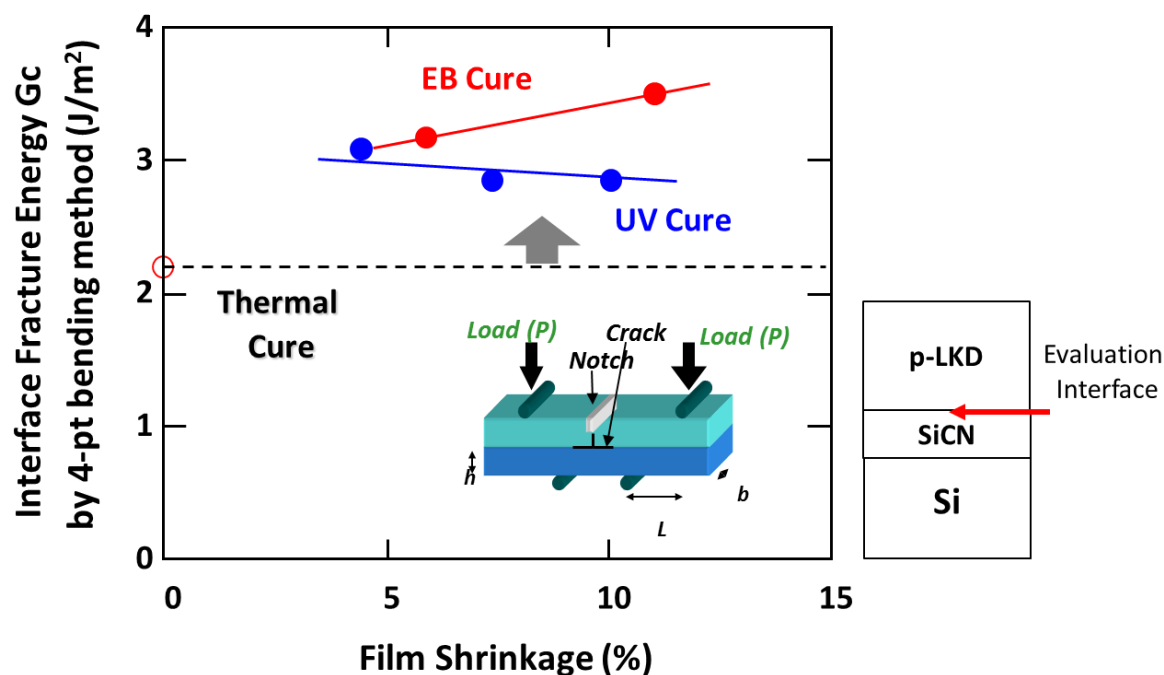 Interface Fracture Energy Gc
by 4-pt bending method (J/m²)
4
3
2
1
0
EB Cure
UV Cure
Thermal
Cure
Load (P)
Crack
Load (P)
Notch
h
b
L
p-LKD
SiCN
Si
Evaluation
Interface
0
5
10
15
Film Shrinkage (%)